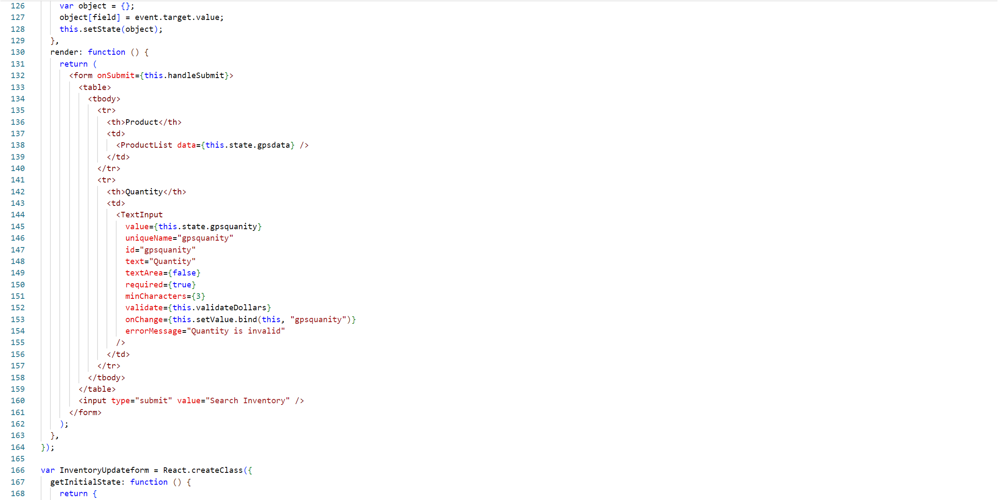 126 var object = {};
127 object[field] = event.target.value;
128 this.setState(object);
129 },
130 render: function () {
131 return (
132 <form onSubmit={this.handleSubmit}>
133 <table>
134 <tbody>
135 <tr>
136 <th>Product</th>
137 <td>
138 <ProductList data={this.state.gpsdata} />
139 </td>
140 </tr>
141 <tr>
142 <th>Quantity</th>
143 <td>
144 <TextInput
145 value={this.state.gpsquanity}
146 uniqueName="gpsquanity"
147 id="gpsquanity"
148 text="Quantity"
149 textArea={false}
150 required={true}
151 minCharacters={3}
152 validate={this.validateDollars}
153 onChange={this.setValue.bind(this, "gpsquanity")}
154 errorMessage="Quantity is invalid"
155 />
156 </td>
157 </tr>
158 </tbody>
159 </table>
160 <input type="submit" value="Search Inventory" />
161 </form>
162 );
163 },
164 });
165
166 var InventoryUpdateform = React.createClass({
167 getInitialState: function () {
168 return {